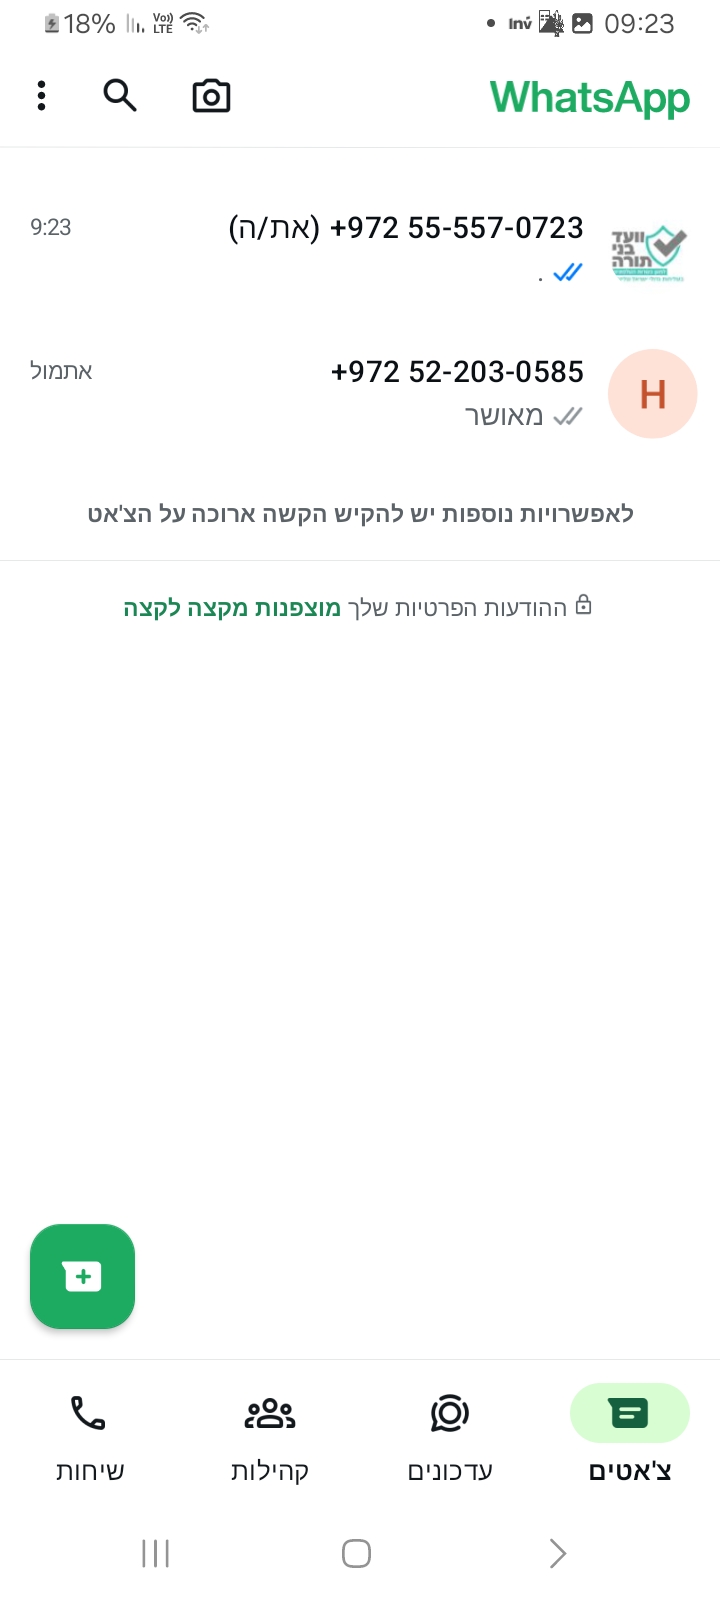 18% Vo) LTE Inv 09:23
WhatsApp
+972 55-557-0723 (את/ה) 9:23
.
וועד
בני
תורה
+972 52-203-0585 אתמול
H
מאושר
לאפשרויות נוספות יש להקיש הקשה ארוכה על הצ'אט
ההודעות הפרטיות שלך מוצפנות מקצה לקצה
צ'אטים עדכונים קהילות שיחות